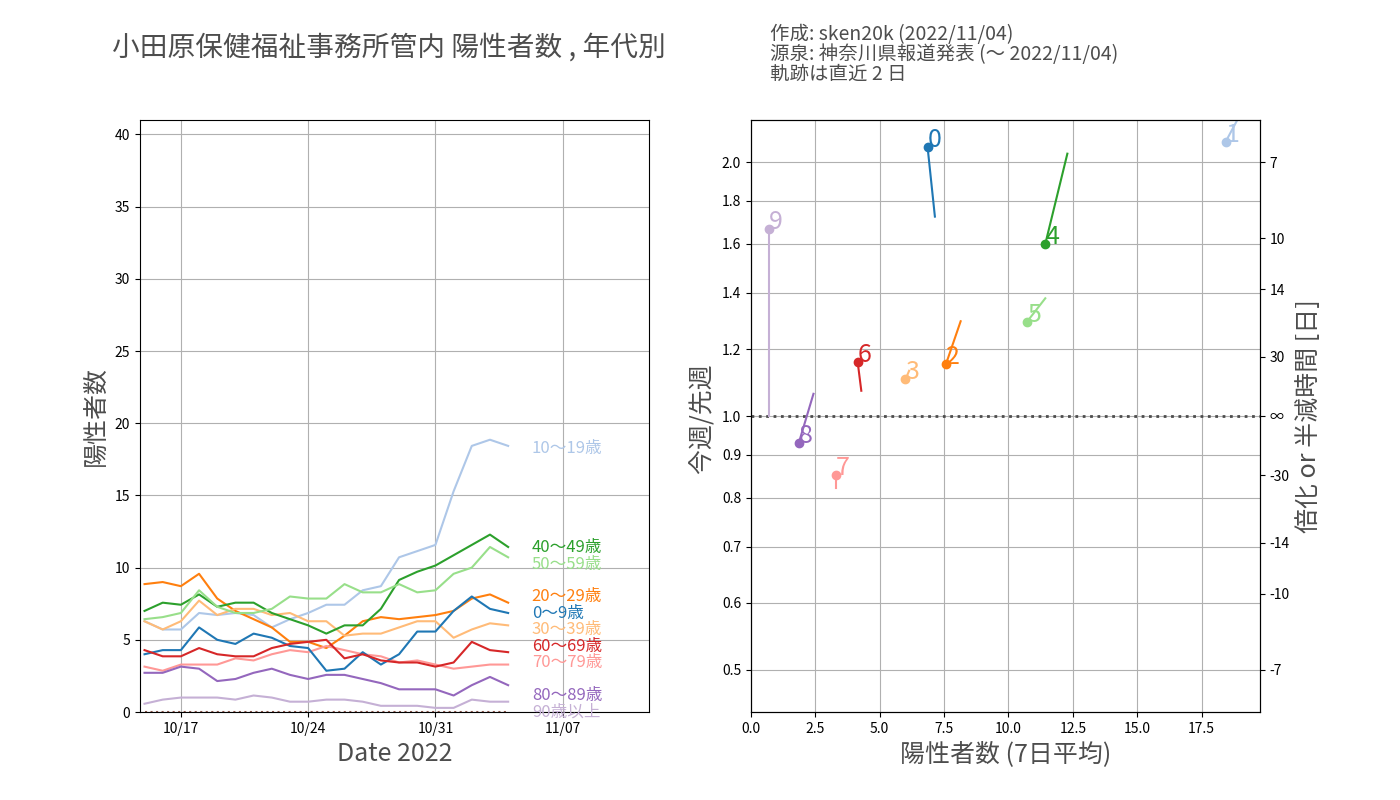 小田原保健福祉事務所管内 陽性者数 , 年代別
作成: sken20k (2022/11/04)
源泉: 神奈川県報道発表 (〜 2022/11/04)
軌跡は直近 2 日
陽性者数
40
35
30
25
20
15
10
5
0
10/17
10/24
10/31
11/07
Date 2022
10〜19歳
40〜49歳
50〜59歳
20〜29歳
0〜9歳
30〜39歳
60〜69歳
70〜79歳
80〜89歳
90歳以上
今週/先週
2.0
1.8
1.6
1.4
1.2
1.0
0.9
0.8
0.7
0.6
0.5
0
1
9
4
5
6
3
2
8
7
7
10
14
30
∞
-30
-14
-10
-7
倍化 or 半減時間 [日]
0.0
2.5
5.0
7.5
10.0
12.5
15.0
17.5
陽性者数 (7日平均)